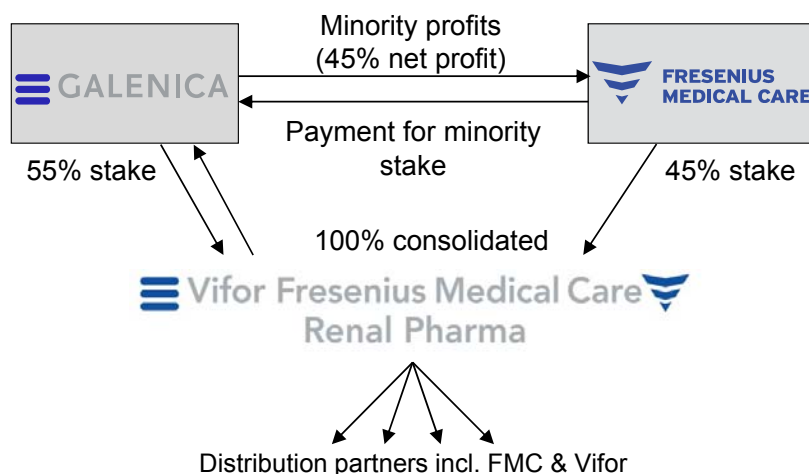 Minority profits
(45% net profit)
GALENICA
FRESENIUS
MEDICAL CARE
Payment for minority
stake
55% stake
45% stake
100% consolidated
Vifor Fresenius Medical Care
Renal Pharma
Distribution partners incl. FMC & Vifor